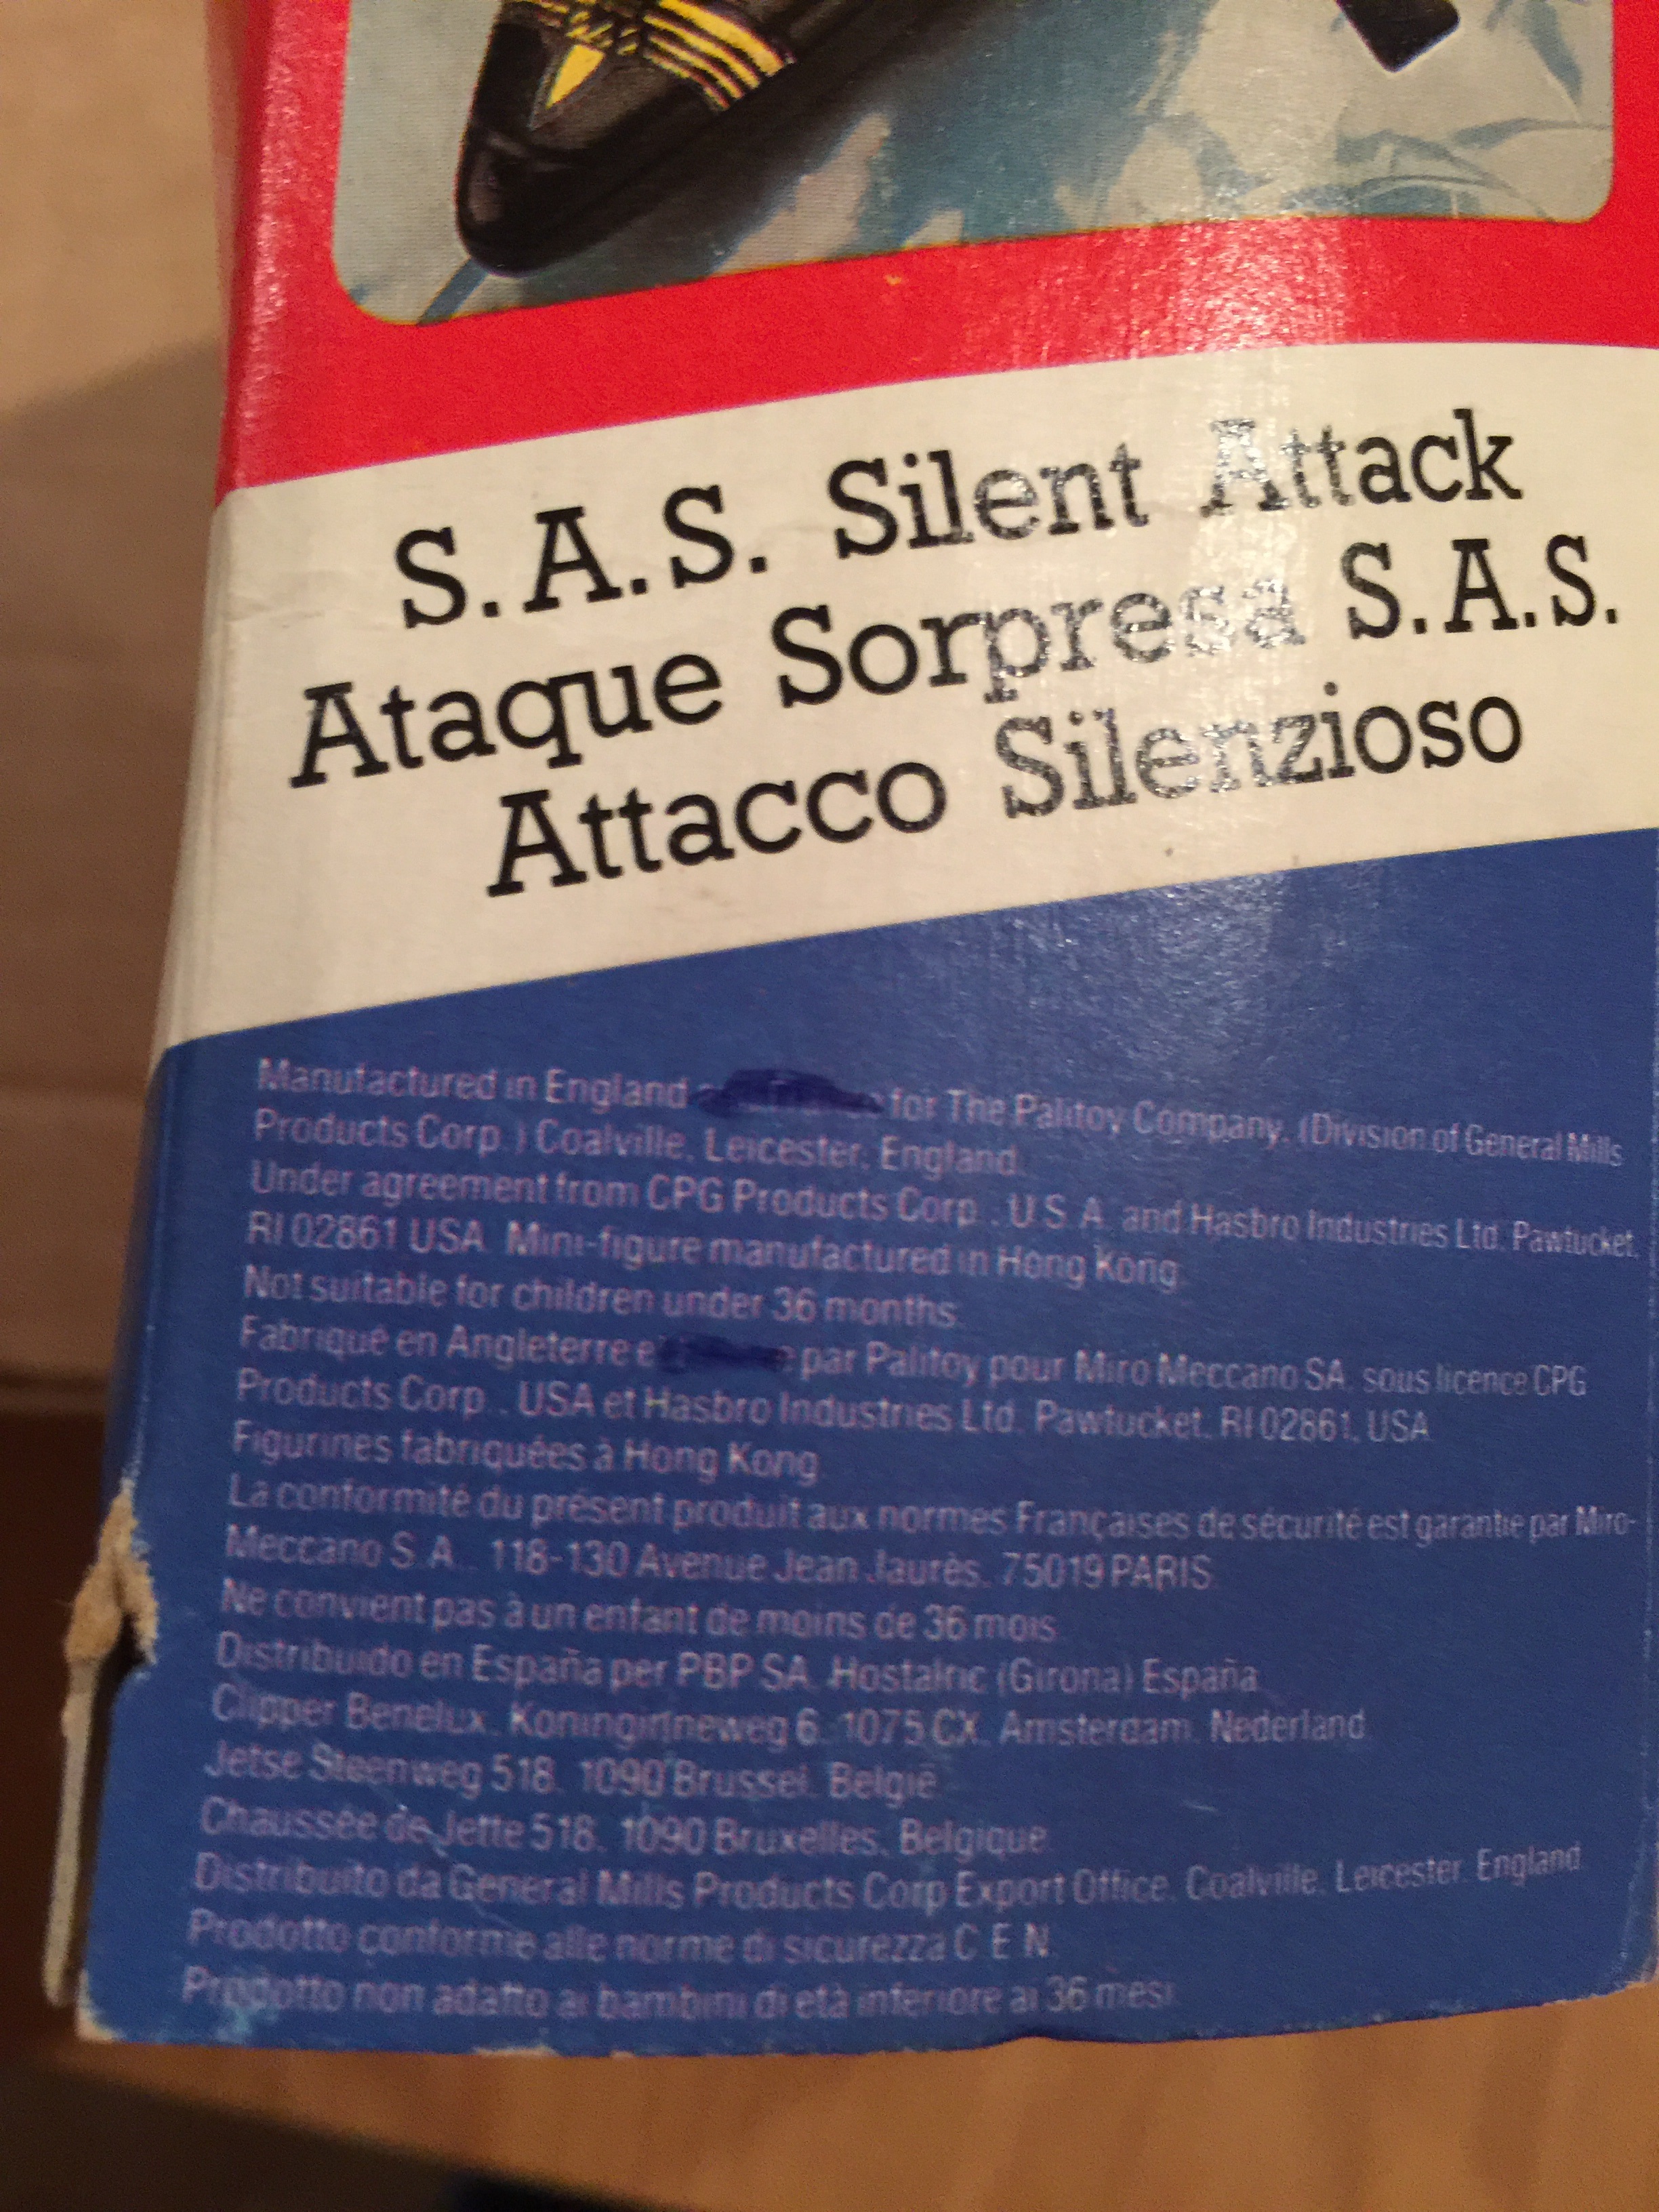 S.A.S. Silent Attack
Ataque Sorpresa S.A.S.
Attacco Silenzioso
Manufactured in England for The Palitoy Company, (Division of General Mills
Products Corp.) Coalville, Leicester, England.
Under agreement from CPG Products Corp., U.S.A. and Hasbro Industries Ltd. Pawtucket,
RI 02861 USA. Mini-figure manufactured in Hong Kong.
Not suitable for children under 36 months.
Fabriqué en Angleterre par Palitoy pour Miro Meccano SA, sous licence CPG
Products Corp., USA et Hasbro Industries Ltd, Pawtucket, RI 02861, USA
Figurines fabriquées à Hong Kong.
La conformité du présent produit aux normes Françaises de sécurité est garantie par Miro-
Meccano S.A., 118-130 Avenue Jean Jaurès, 75019 PARIS.
Ne convient pas à un enfant de moins de 36 mois.
Distribuido en España per PBP SA. Hostalric (Girona) España.
Clipper Benelux, Koninginneweg 6, 1075 CX, Amsterdam, Nederland.
Jetse Steenweg 518, 1090 Brussel, België.
Chaussée de Jette 518, 1090 Bruxelles, Belgique.
Distribuito da General Mills Products Corp Export Office, Coalville, Leicester, England.
Prodotto conforme alle norme di sicurezza C.E.N.
Prodotto non adatto ai bambini di età inferiore ai 36 mesi.